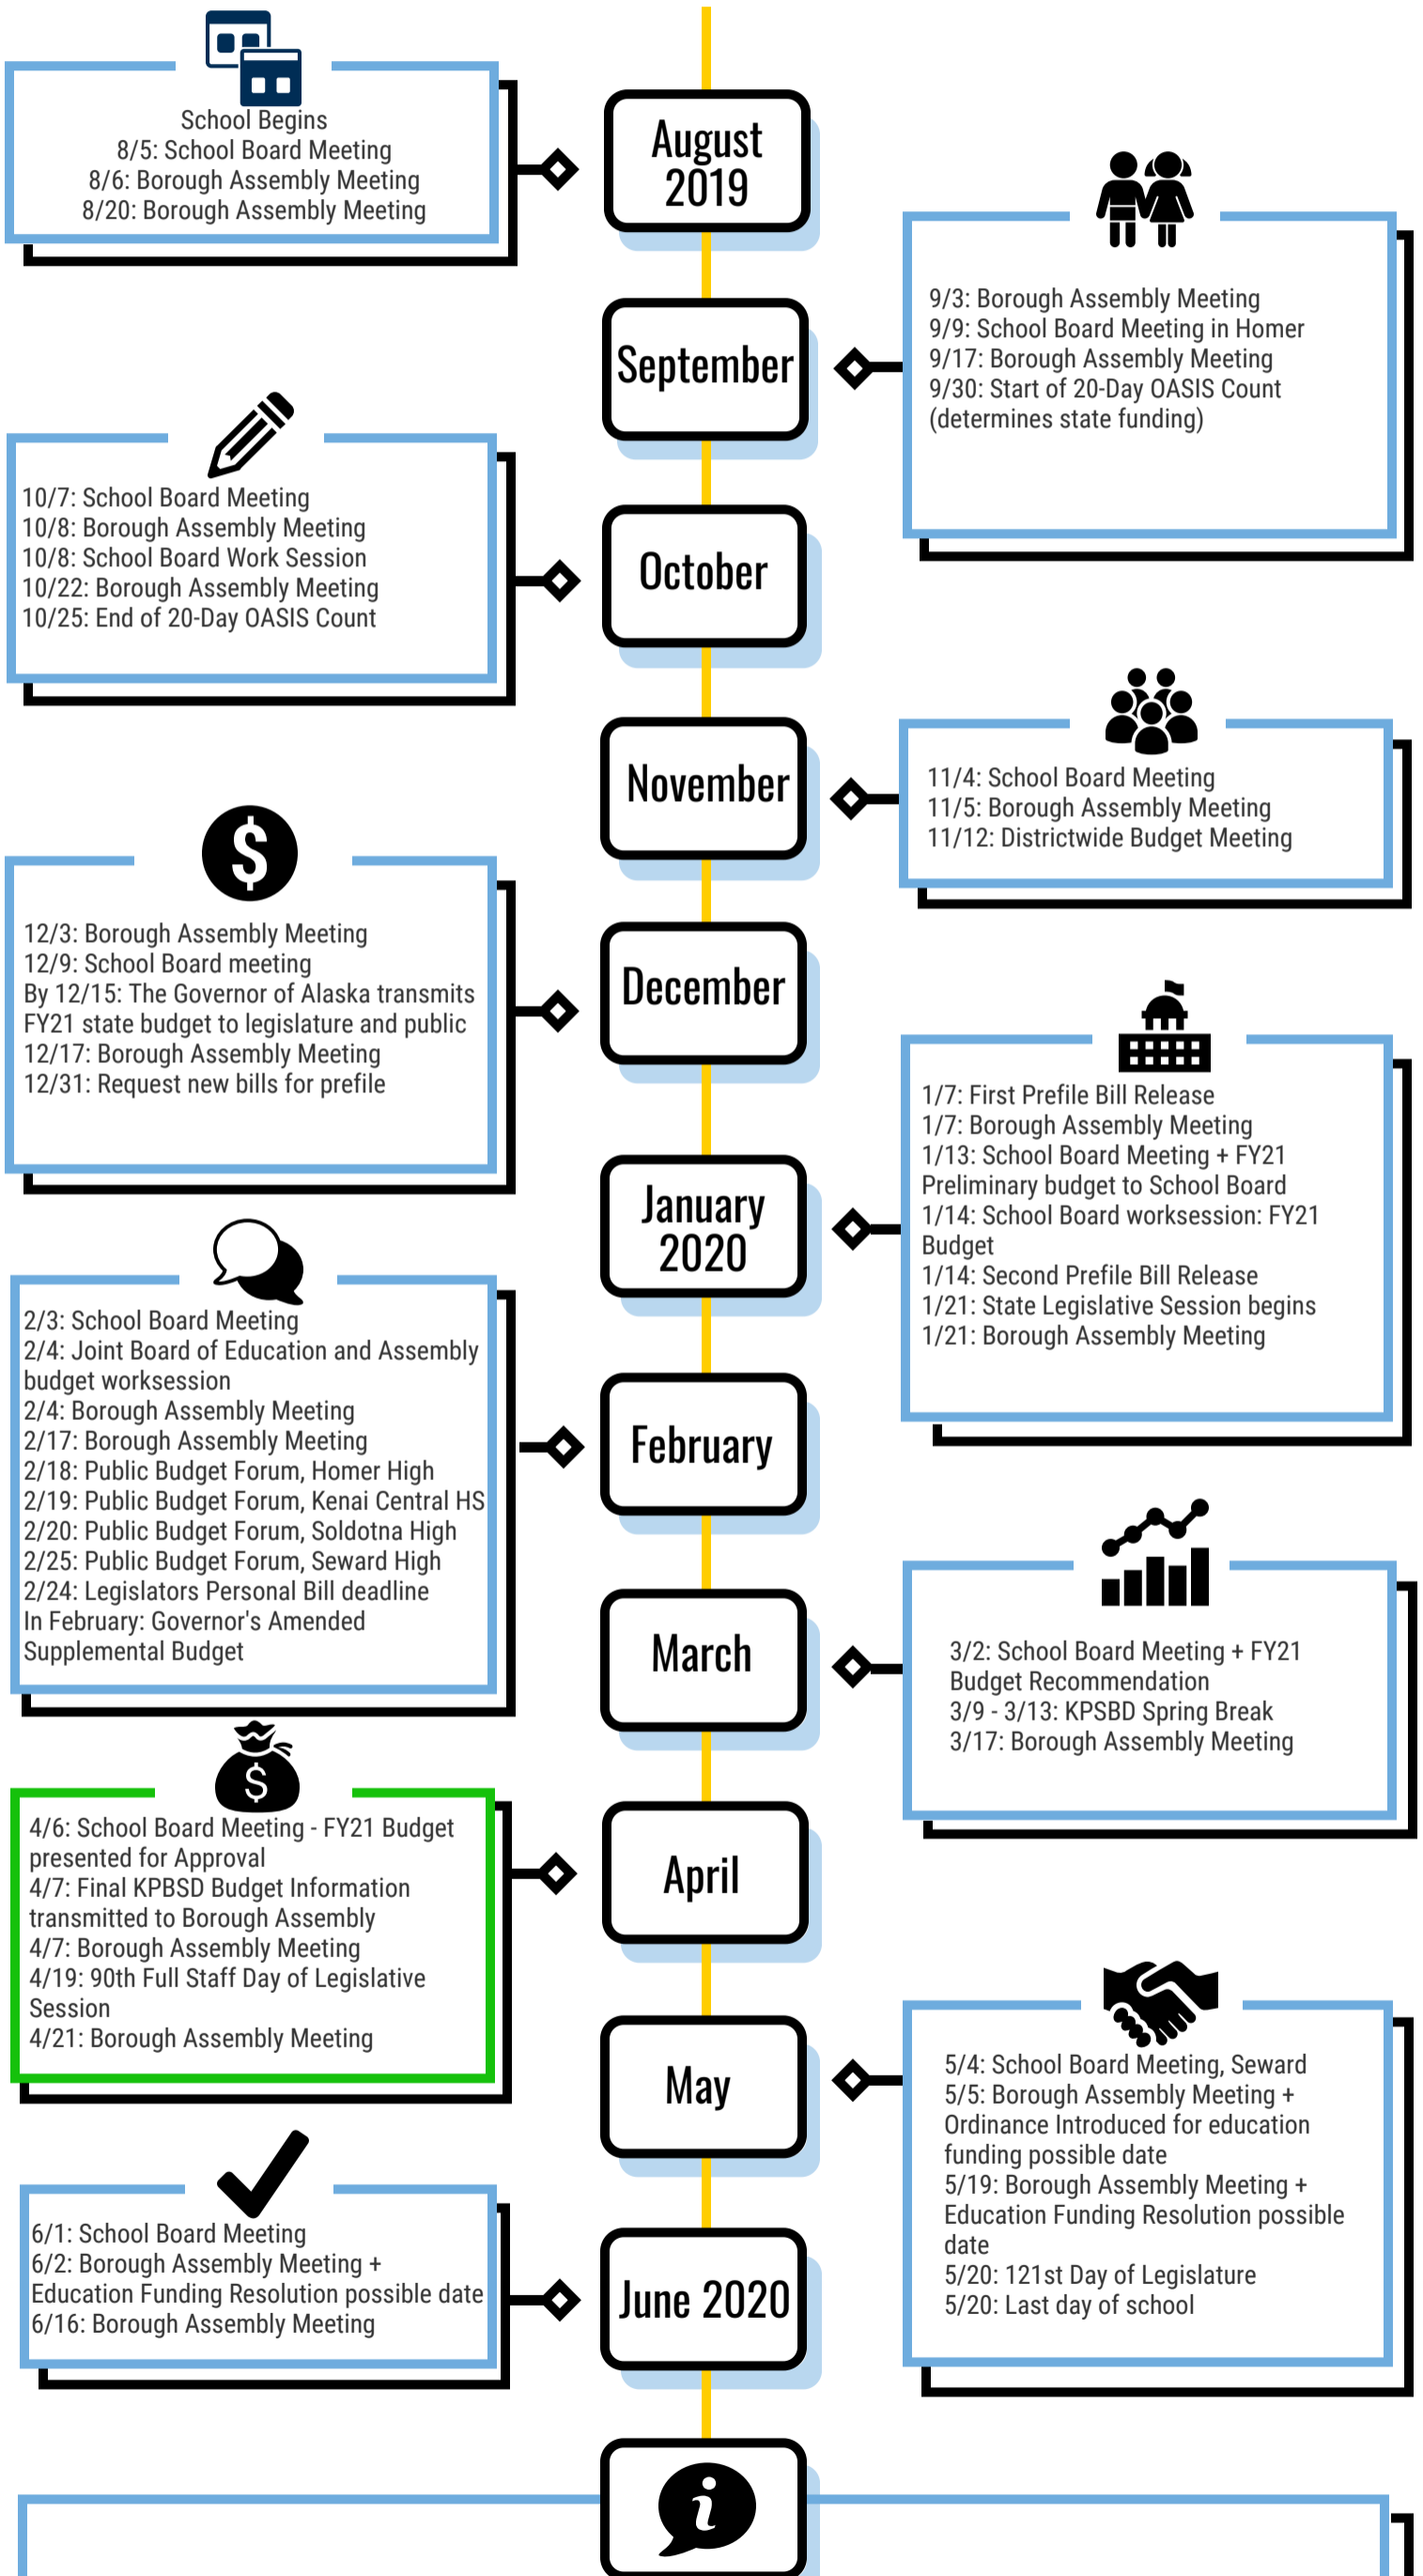 School Begins
8/5: School Board Meeting
8/6: Borough Assembly Meeting
8/20: Borough Assembly Meeting
August
2019
September
9/3: Borough Assembly Meeting
9/9: School Board Meeting in Homer
9/17: Borough Assembly Meeting
9/30: Start of 20-Day OASIS Count
(determines state funding)
10/7: School Board Meeting
10/8: Borough Assembly Meeting
10/8: School Board Work Session
10/22: Borough Assembly Meeting
10/25: End of 20-Day OASIS Count
October
November
11/4: School Board Meeting
11/5: Borough Assembly Meeting
11/12: Districtwide Budget Meeting
$
12/3: Borough Assembly Meeting
12/9: School Board meeting
By 12/15: The Governor of Alaska transmits
FY21 state budget to legislature and public
12/17: Borough Assembly Meeting
12/31: Request new bills for prefile
December
January
2020
1/7: First Prefile Bill Release
1/7: Borough Assembly Meeting
1/13: School Board Meeting + FY21
Preliminary budget to School Board
1/14: School Board worksession: FY21
Budget
1/14: Second Prefile Bill Release
1/21: State Legislative Session begins
1/21: Borough Assembly Meeting
2/3: School Board Meeting
2/4: Joint Board of Education and Assembly
budget worksession
2/4: Borough Assembly Meeting
2/17: Borough Assembly Meeting
2/18: Public Budget Forum, Homer High
2/19: Public Budget Forum, Kenai Central HS
2/20: Public Budget Forum, Soldotna High
2/25: Public Budget Forum, Seward High
2/24: Legislators Personal Bill deadline
In February: Governor's Amended
Supplemental Budget
February
March
3/2: School Board Meeting + FY21
Budget Recommendation
3/9 - 3/13: KPSBD Spring Break
3/17: Borough Assembly Meeting
$
4/6: School Board Meeting - FY21 Budget
presented for Approval
4/7: Final KPBSD Budget Information
transmitted to Borough Assembly
4/7: Borough Assembly Meeting
4/19: 90th Full Staff Day of Legislative
Session
4/21: Borough Assembly Meeting
April
May
5/4: School Board Meeting, Seward
5/5: Borough Assembly Meeting +
Ordinance Introduced for education
funding possible date
5/19: Borough Assembly Meeting +
Education Funding Resolution possible
date
5/20: 121st Day of Legislature
5/20: Last day of school
6/1: School Board Meeting
6/2: Borough Assembly Meeting +
Education Funding Resolution possible date
6/16: Borough Assembly Meeting
June 2020
i